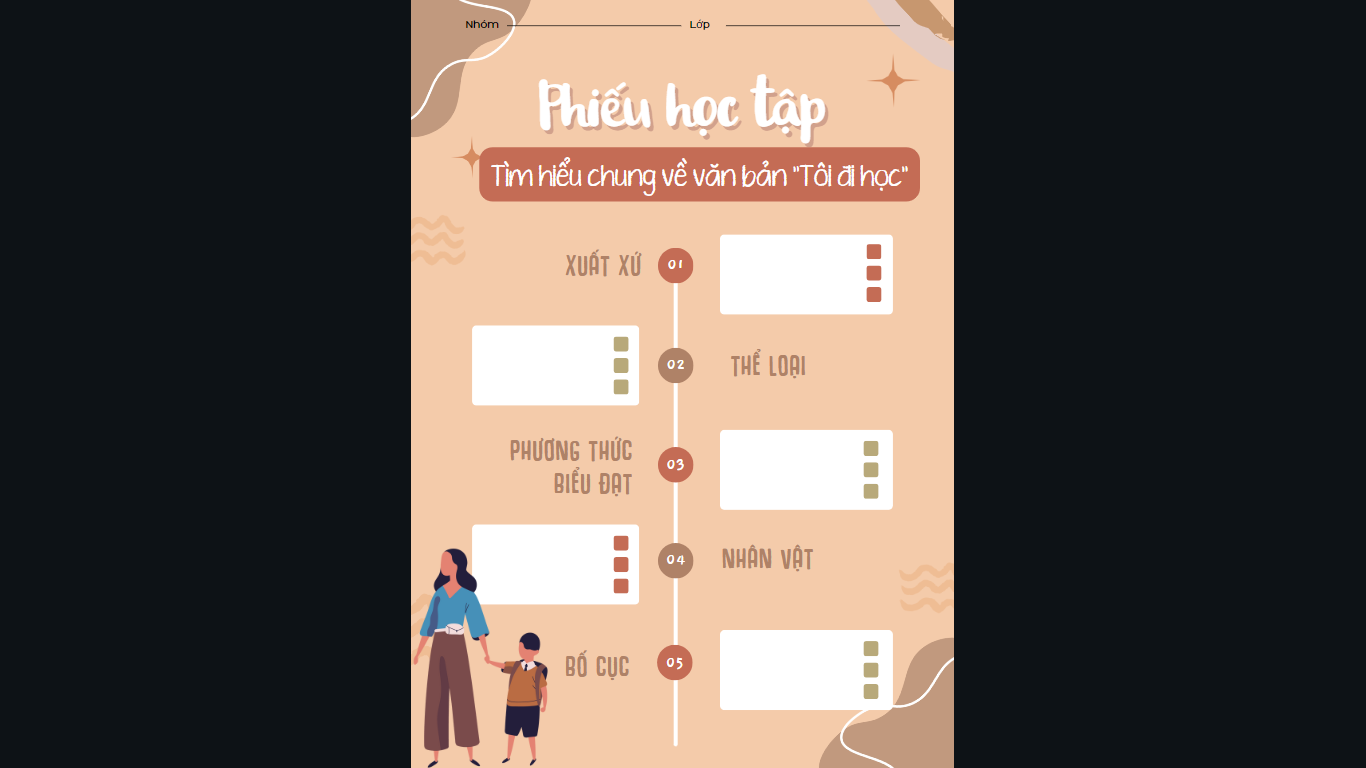 Nhóm Lớp
Phiếu học tập
Tìm hiểu chung về văn bản "Tôi đi học"
XUẤT XỨ 01
02 THỂ LOẠI
PHƯƠNG THỨC
BIỂU ĐẠT 03
04 NHÂN VẬT
BỐ CỤC 05